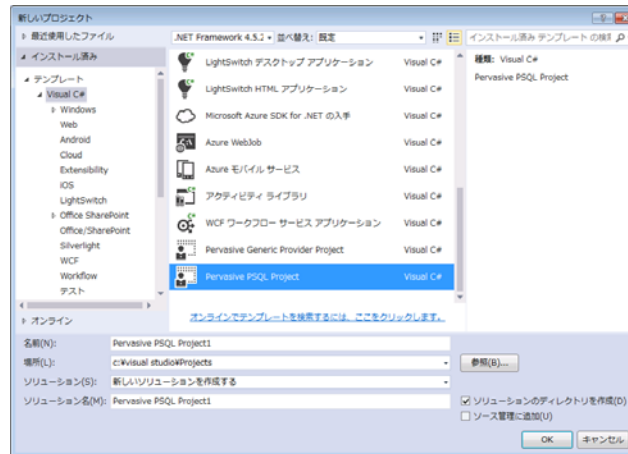 新しいプロジェクト
最近使用したファイル
.NET Framework 4.5.2 並べ替え: 既定
インストール済み テンプレート の検
インストール済み
テンプレート
Visual C#
Windows
Web
Android
Cloud
Extensibility
iOS
LightSwitch
Office SharePoint
Office/SharePoint
Silverlight
WCF
Workflow
テスト
オンライン
LightSwitch デスクトップ アプリケーション Visual C#
LightSwitch HTML アプリケーション Visual C#
Microsoft Azure SDK for .NET の入手 Visual C#
Azure WebJob Visual C#
Azure モバイル サービス Visual C#
アクティビティ ライブラリ Visual C#
WCF ワークフロー サービス アプリケーション Visual C#
Pervasive Generic Provider Project Visual C#
Pervasive PSQL Project Visual C#
オンラインでテンプレートを検索するには、ここをクリックします。
種類: Visual C#
Pervasive PSQL Project
名前(N): Pervasive PSQL Project1
場所(L): c:¥visual studio¥Projects
参照(B)...
ソリューション(S): 新しいソリューションを作成する
ソリューション名(M): Pervasive PSQL Project1
ソリューションのディレクトリを作成(D)
ソース管理に追加(U)
OK キャンセル